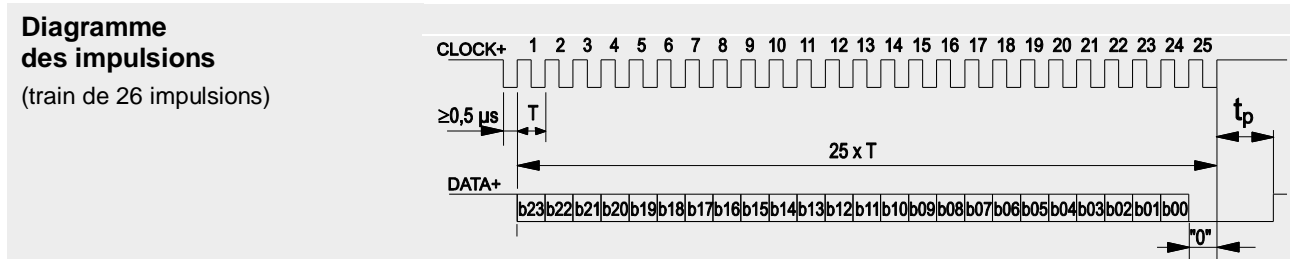 Diagramme
des impulsions
(train de 26 impulsions)
CLOCK+ 1 2 3 4 5 6 7 8 9 10 11 12 13 14 15 16 17 18 19 20 21 22 23 24 25
≥0,5 µs T tp
25 x T
DATA+
b23 b22 b21 b20 b19 b18 b17 b16 b15 b14 b13 b12 b11 b10 b09 b08 b07 b06 b05 b04 b03 b02 b01 b00
"0"